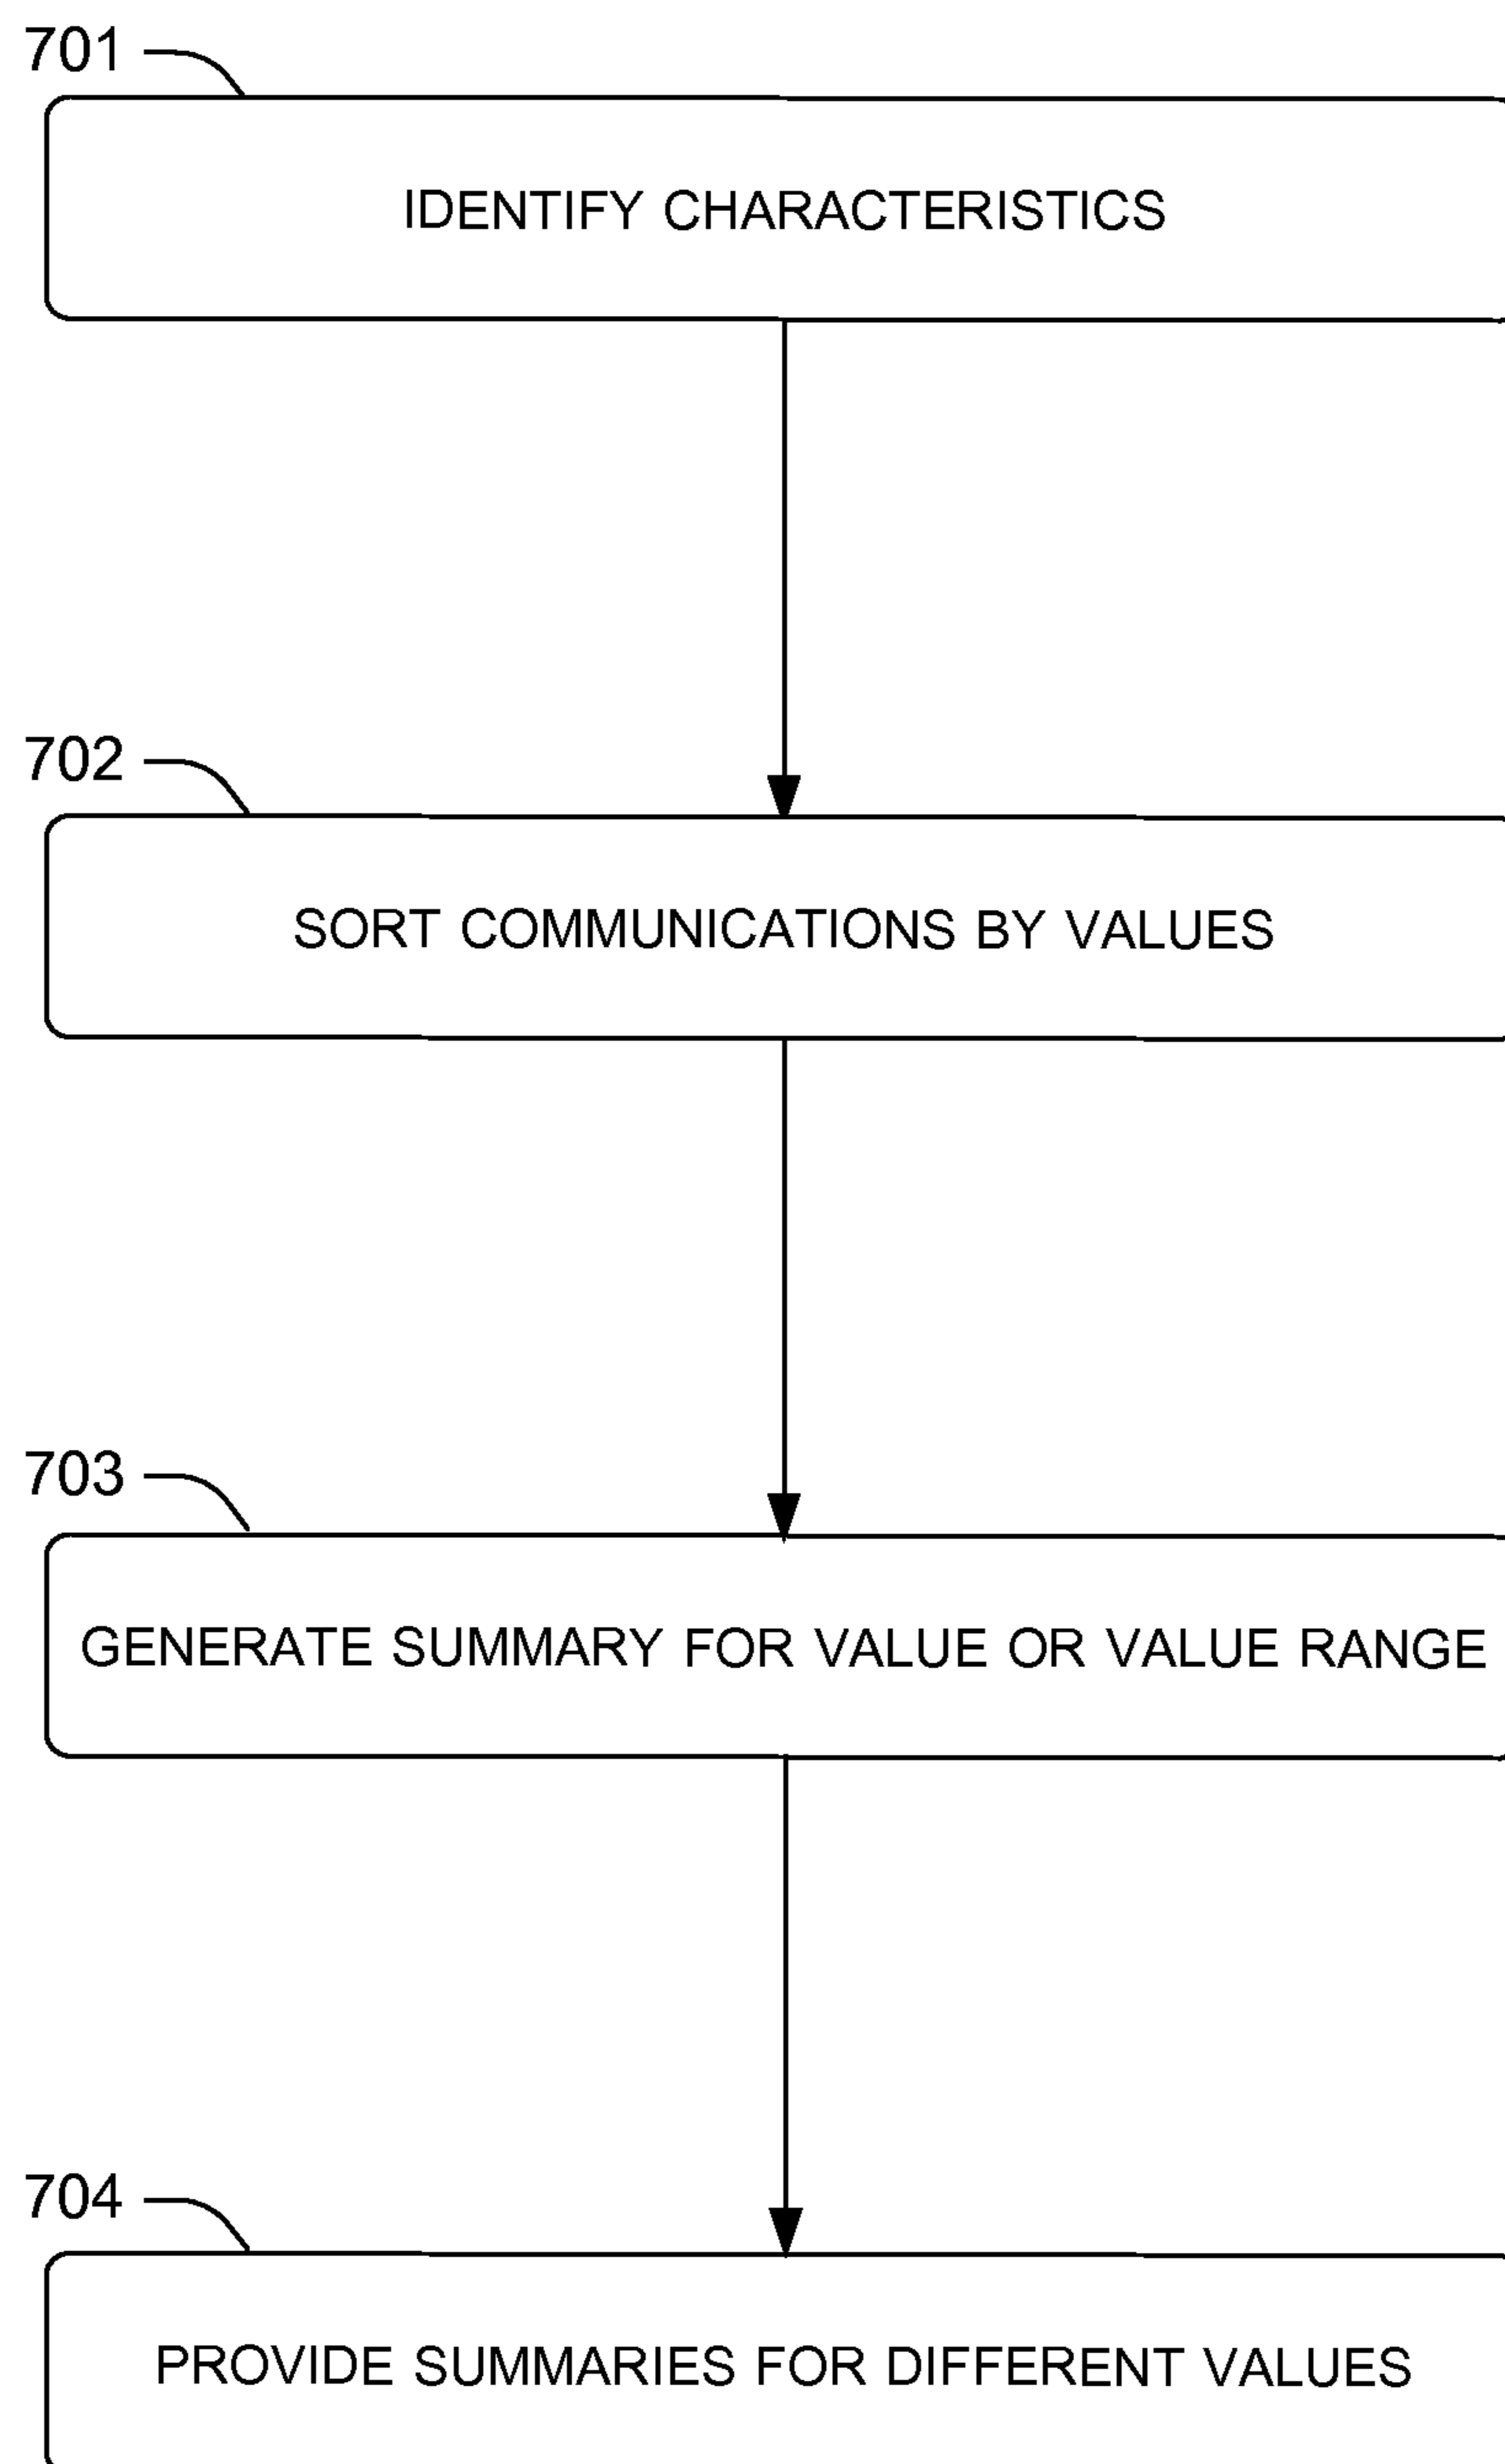 701
IDENTIFY CHARACTERISTICS
702
SORT COMMUNICATIONS BY VALUES
703
GENERATE SUMMARY FOR VALUE OR VALUE RANGE
704
PROVIDE SUMMARIES FOR DIFFERENT VALUES